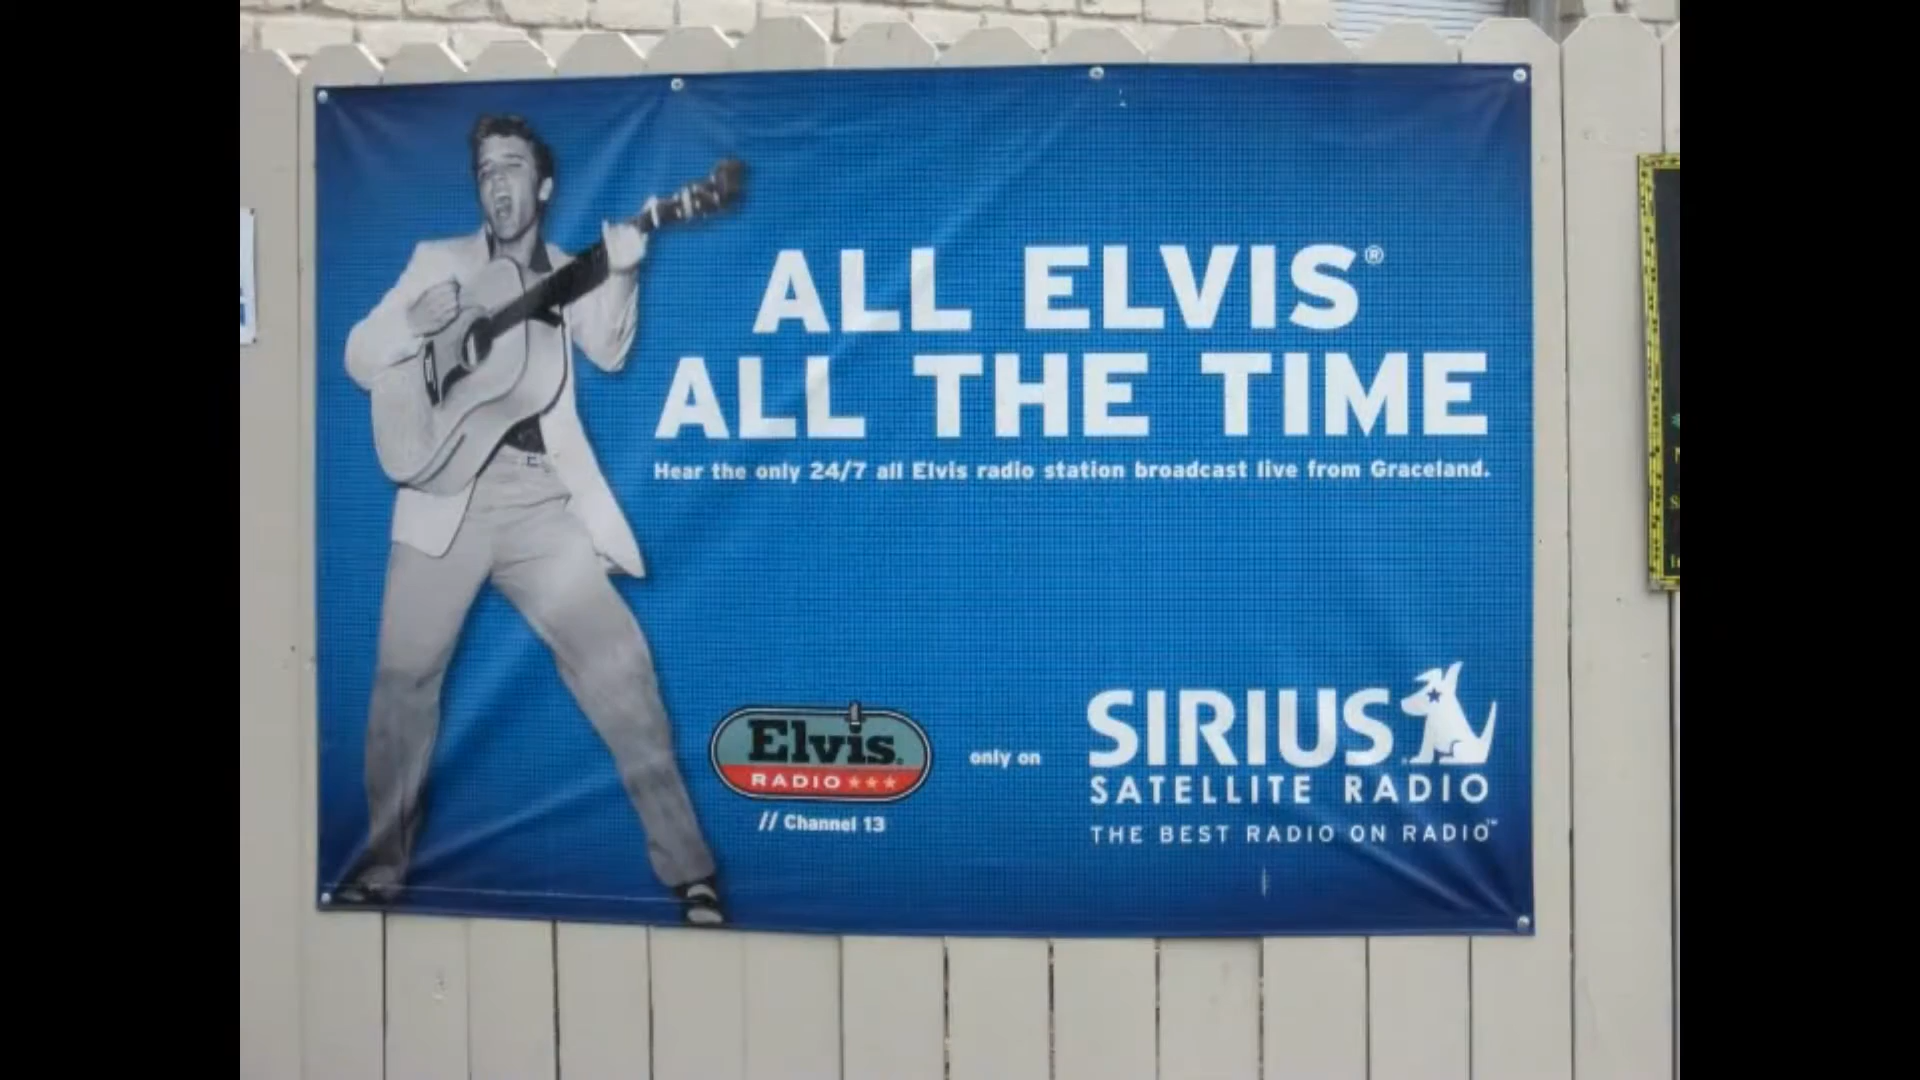 ALL ELVIS®
ALL THE TIME
Hear the only 24/7 all Elvis radio station broadcast live from Graceland.
Elvis.
RADIO ★★★
// Channel 13
only on
SIRIUS
SATELLITE RADIO
THE BEST RADIO ON RADIO™